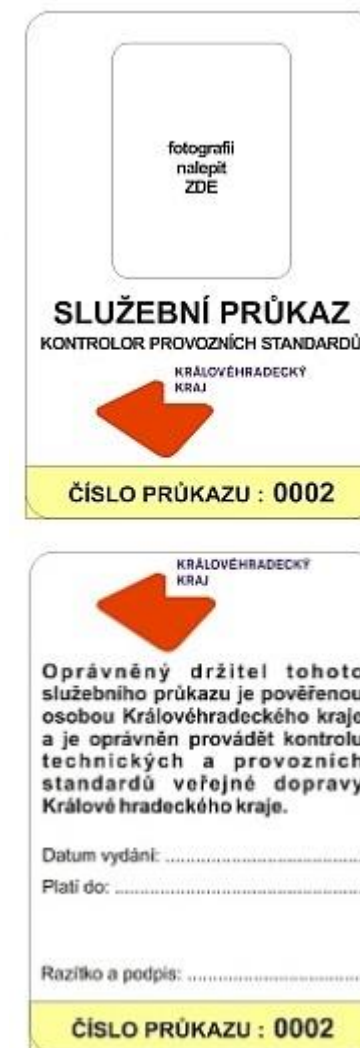 fotografii
nalepit
ZDE
SLUŽEBNÍ PRŮKAZ
KONTROLOR PROVOZNÍCH STANDARDŮ
KRÁLOVÉHRADECKÝ
KRAJ
ČÍSLO PRŮKAZU : 0002
KRÁLOVÉHRADECKÝ
KRAJ
Oprávněný držitel tohoto
služebního průkazu je pověřenou
osobou Královéhradeckého kraje
a je oprávněn provádět kontrolu
technických a provozních
standardů veřejné dopravy
Králové hradeckého kraje.
Datum vydání: ........................................
Platí do: ........................................
Razítko a podpis: ........................................
ČÍSLO PRŮKAZU : 0002